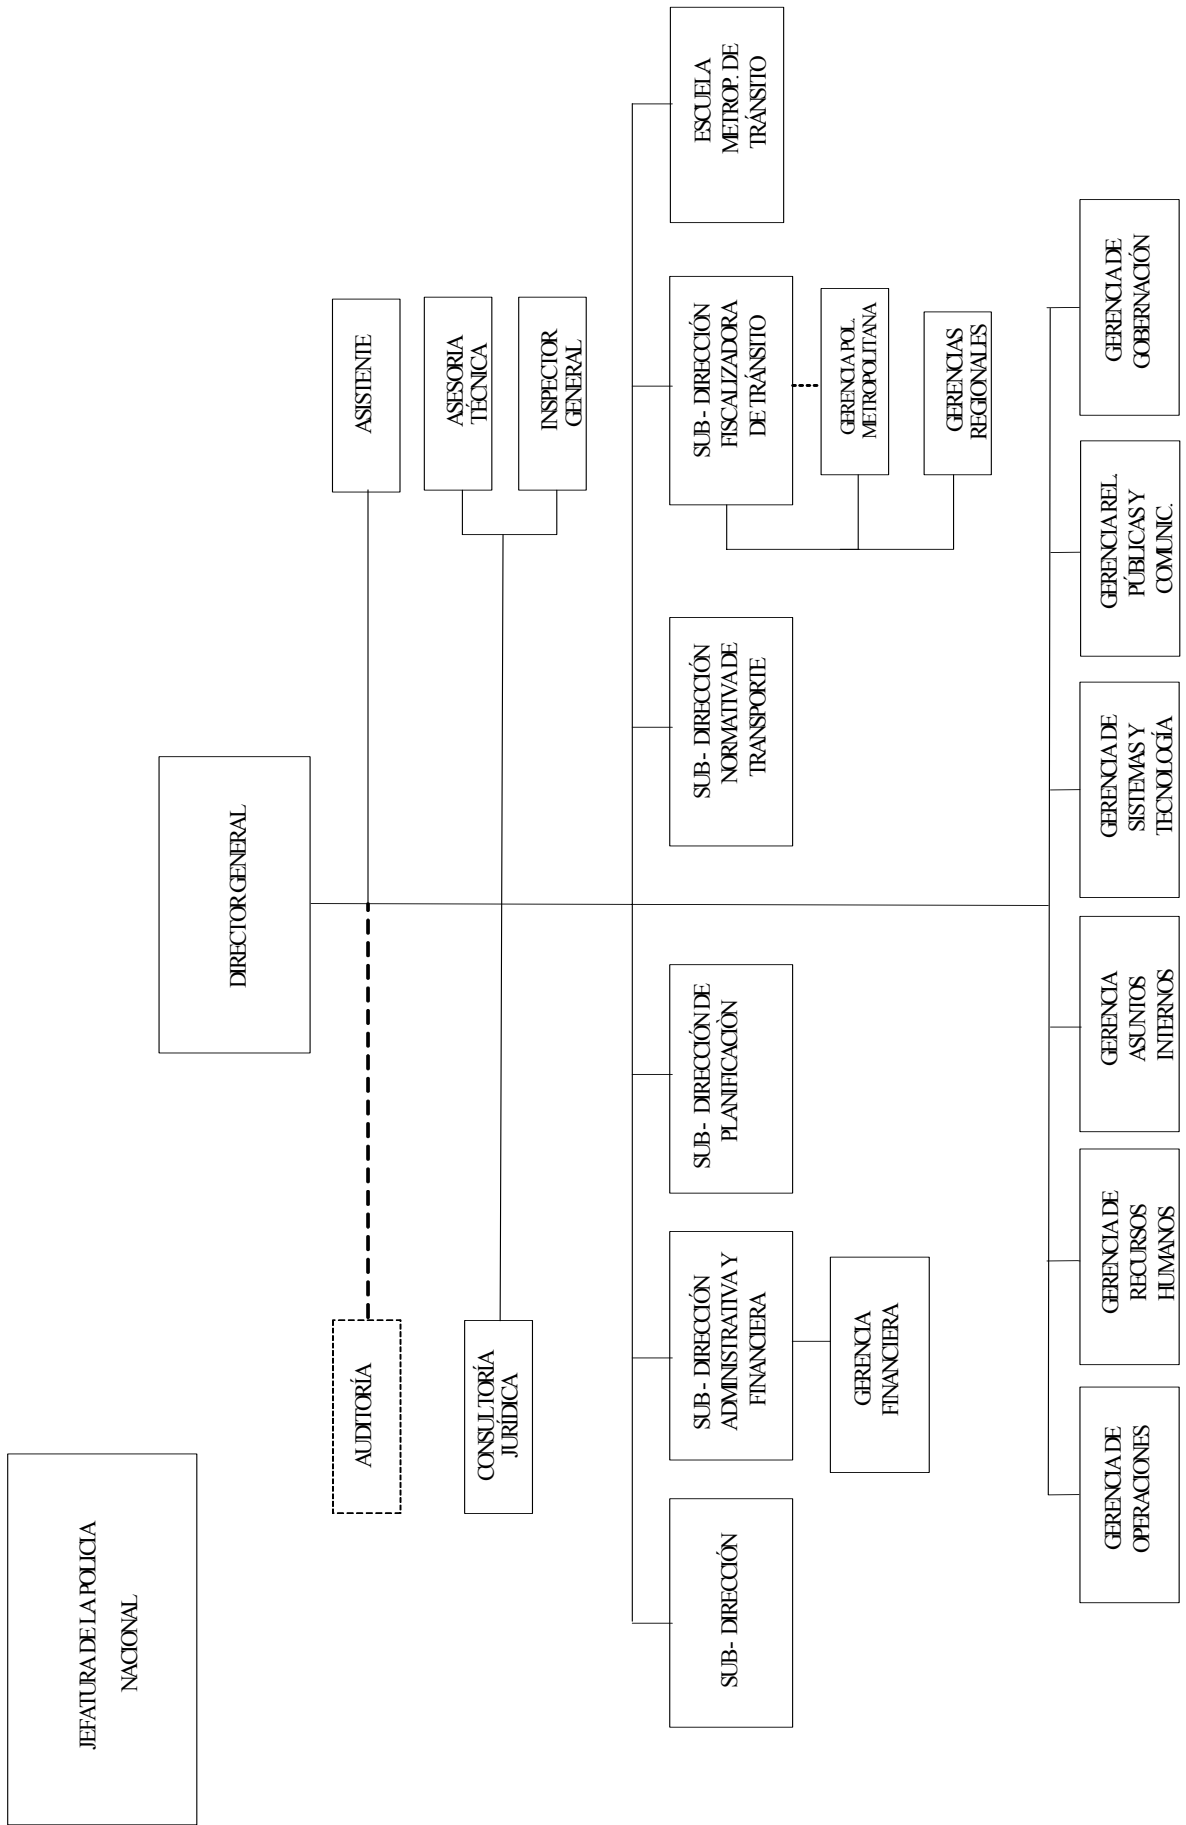 JEFATURA DE LA POLICIA
NACIONAL
DIRECTOR GENERAL
AUDITORÍA
ASISTENTE
CONSULTORÍA
JURÍDICA
ASESORIA
TÉCNICA
INSPECTOR
GENERAL
SUB - DIRECCIÓN
SUB - DIRECCIÓN
ADMINISTRATIVA Y
FINANCIERA
SUB - DIRECCIÓN DE
PLANIFICACIÒN
SUB - DIRECCIÓN
NORMATIVA DE
TRANSPORTE
SUB - DIRECCIÓN
FISCALIZADORA
DE TRÁNSITO
ESCUELA
METROP. DE
TRÁNSITO
GERENCIA
FINANCIERA
GERENCIA POL.
METROPOLITANA
GERENCIAS
REGIONALES
GERENCIA DE
OPERACIONES
GERENCIA DE
RECURSOS
HUMANOS
GERENCIA
ASUNTOS
INTERNOS
GERENCIA DE
SISTEMAS Y
TECNOLOGÍA
GERENCIA REL.
PÚBLICAS Y
COMUNIC.
GERENCIA DE
GOBERNACIÓN